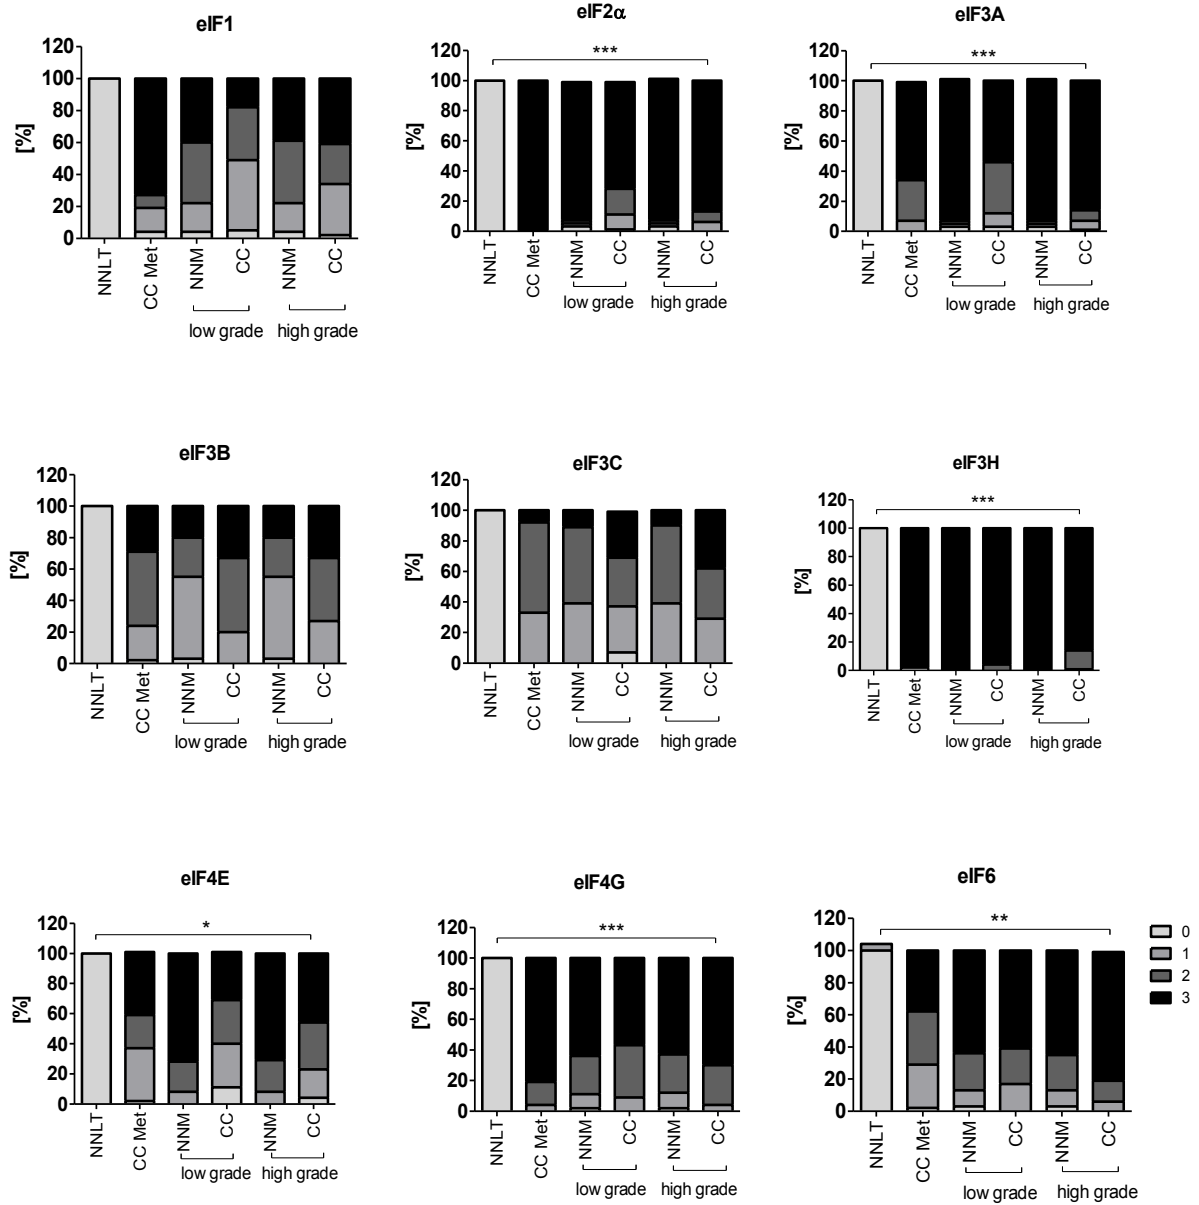 eIF1
120
100
80
60
40
20
0
[%]
NNLT
CC Met
NNM
CC
NNM
CC
low grade
high grade
eIF2α
120
100
80
60
40
20
0
[%]
***
NNLT
CC Met
NNM
CC
NNM
CC
low grade
high grade
eIF3A
120
100
80
60
40
20
0
[%]
***
NNLT
CC Met
NNM
CC
NNM
CC
low grade
high grade
eIF3B
120
100
80
60
40
20
0
[%]
NNLT
CC Met
NNM
CC
NNM
CC
low grade
high grade
eIF3C
120
100
80
60
40
20
0
[%]
NNLT
CC Met
NNM
CC
NNM
CC
low grade
high grade
eIF3H
120
100
80
60
40
20
0
[%]
***
NNLT
CC Met
NNM
CC
NNM
CC
low grade
high grade
eIF4E
120
100
80
60
40
20
0
[%]
*
NNLT
CC Met
NNM
CC
NNM
CC
low grade
high grade
eIF4G
120
100
80
60
40
20
0
[%]
***
NNLT
CC Met
NNM
CC
NNM
CC
low grade
high grade
eIF6
120
100
80
60
40
20
0
[%]
**
NNLT
CC Met
NNM
CC
NNM
CC
low grade
high grade
0
1
2
3